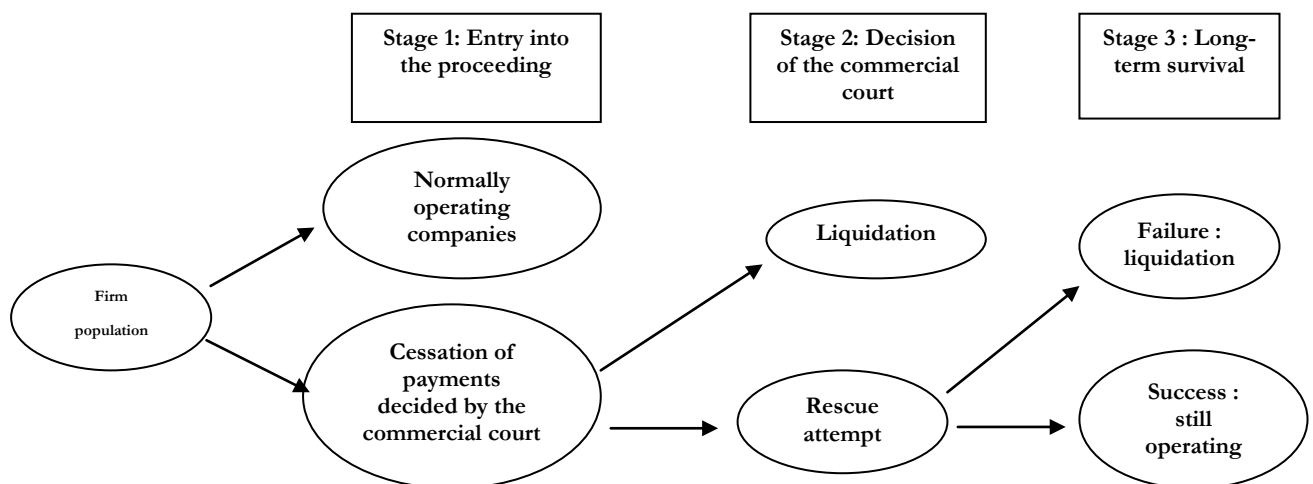 Stage 1: Entry into
the proceeding
Stage 2: Decision
of the commercial
court
Stage 3 : Long-
term survival
Normally
operating
companies
Liquidation
Failure :
liquidation
Firm
population
Cessation of
payments
decided by the
commercial court
Rescue
attempt
Success :
still
operating